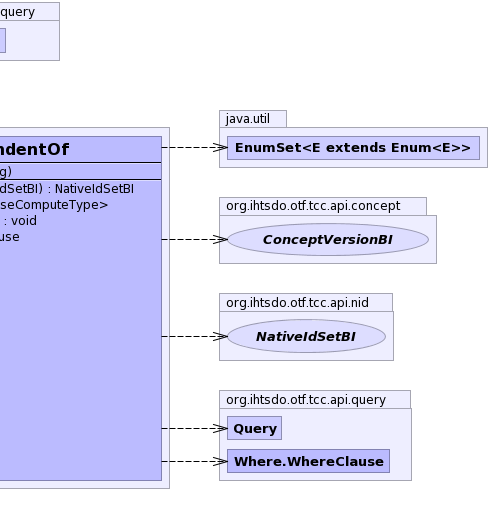 query
ndentOf
g)
dSetBI) : NativeIdSetBI
seComputeType>
: void
use
java.util
EnumSet<E extends Enum<E>>
org.ihtsdo.otf.tcc.api.concept
ConceptVersionBI
org.ihtsdo.otf.tcc.api.nid
NativeIdSetBI
org.ihtsdo.otf.tcc.api.query
Query
Where.WhereClause